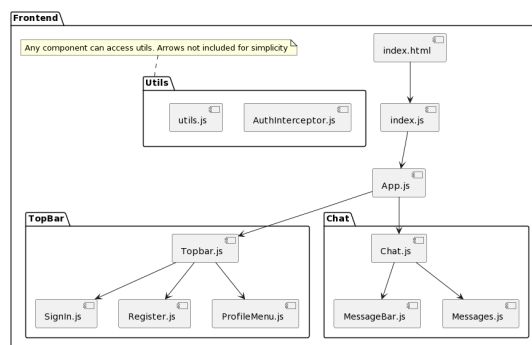 Frontend
Any component can access utils. Arrows not included for simplicity
index.html
Utils
utils.js
AuthInterceptor.js
index.js
App.js
TopBar
Chat
Topbar.js
Chat.js
SignIn.js
Register.js
ProfileMenu.js
MessageBar.js
Messages.js